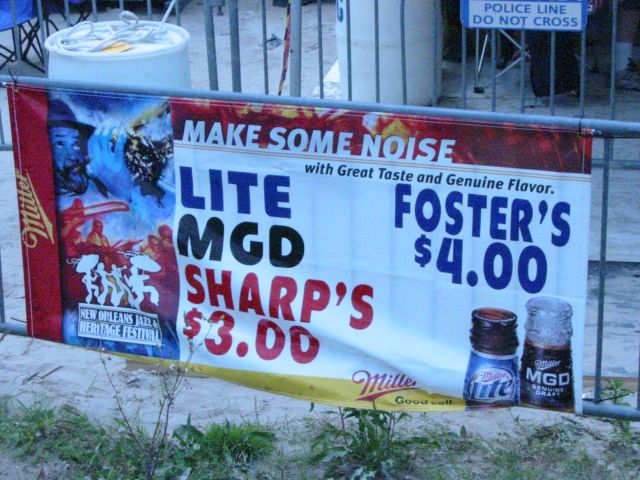 POLICE LINE
DO NOT CROSS
MAKE SOME NOISE
with Great Taste and Genuine Flavor.
LITE
MGD
SHARP'S
$3.00
FOSTER'S
$4.00
Miller
NEW ORLEANS JAZZ &
HERITAGE FESTIVAL
Miller
Good call.
Miller
Lite
Miller
MGD
GENUINE
DRAFT